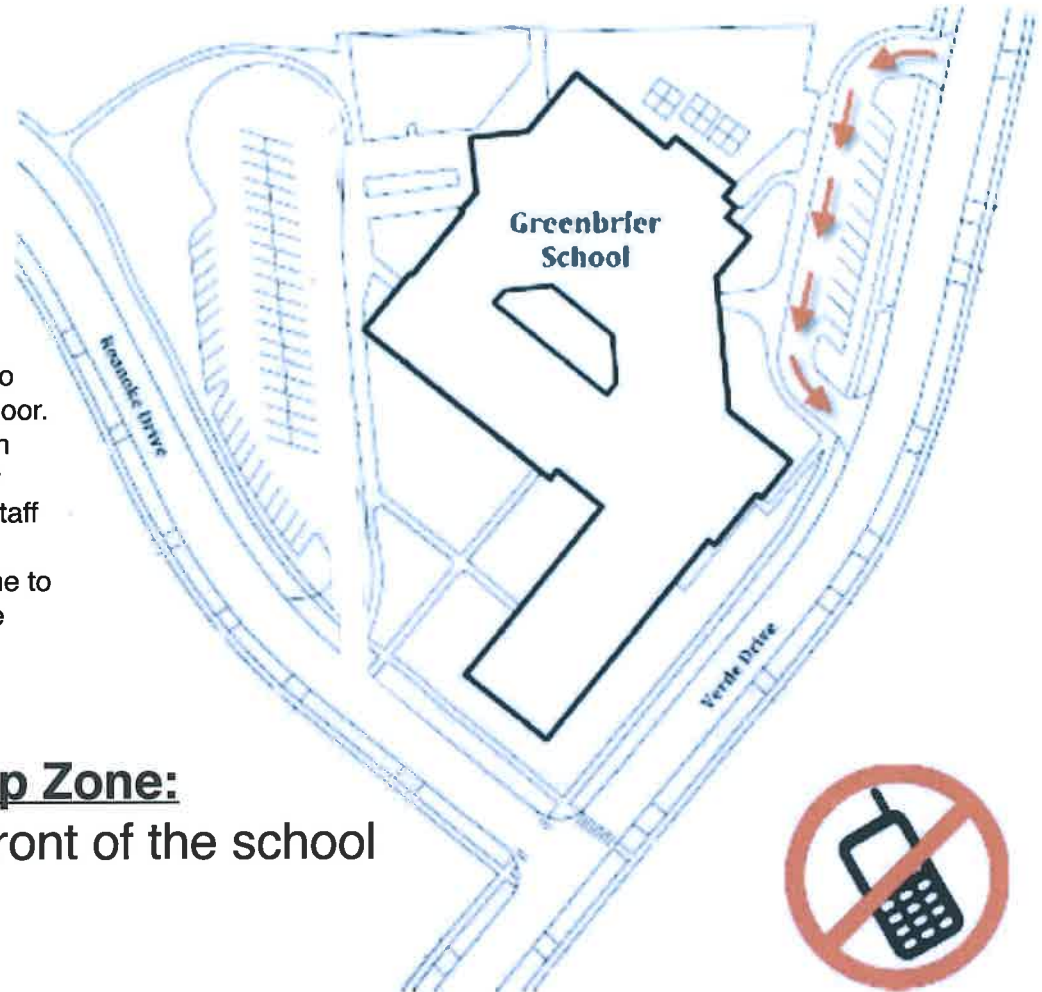 Greenbrier
School
Roanoke Drive
o
oor.
n
taff
ne to
e
Verde Drive
p Zone:
ront of the school